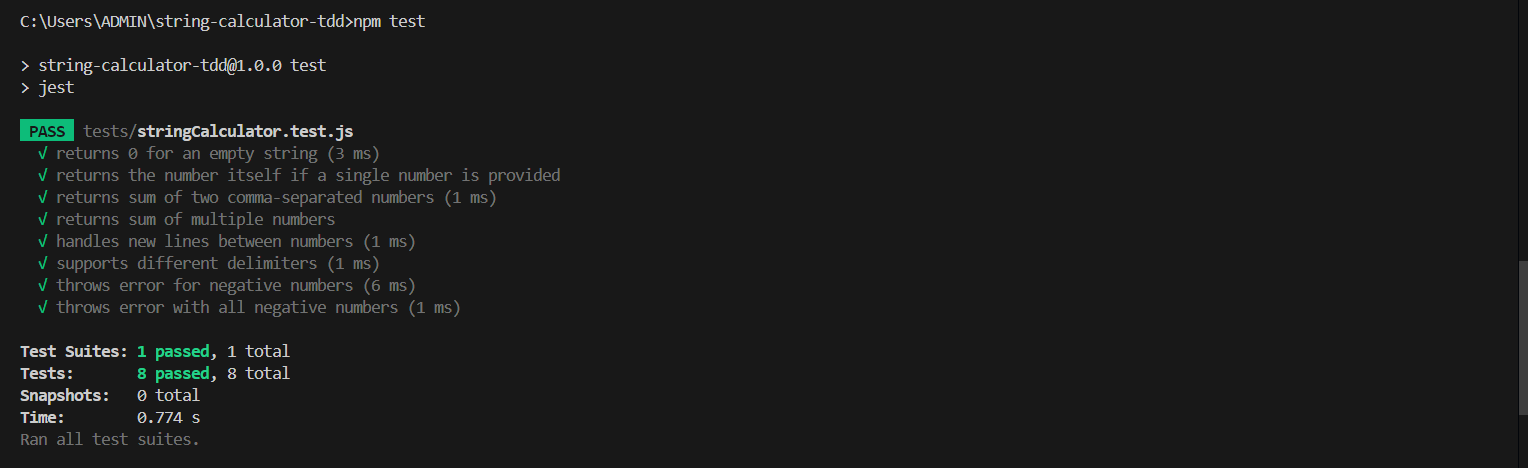 C:\Users\ADMIN\string-calculator-tdd>npm test
> string-calculator-tdd@1.0.0 test
> jest
PASS tests/stringCalculator.test.js
√ returns 0 for an empty string (3 ms)
√ returns the number itself if a single number is provided
√ returns sum of two comma-separated numbers (1 ms)
√ returns sum of multiple numbers
√ handles new lines between numbers (1 ms)
√ supports different delimiters (1 ms)
√ throws error for negative numbers (6 ms)
√ throws error with all negative numbers (1 ms)
Test Suites: 1 passed, 1 total
Tests: 8 passed, 8 total
Snapshots: 0 total
Time: 0.774 s
Ran all test suites.